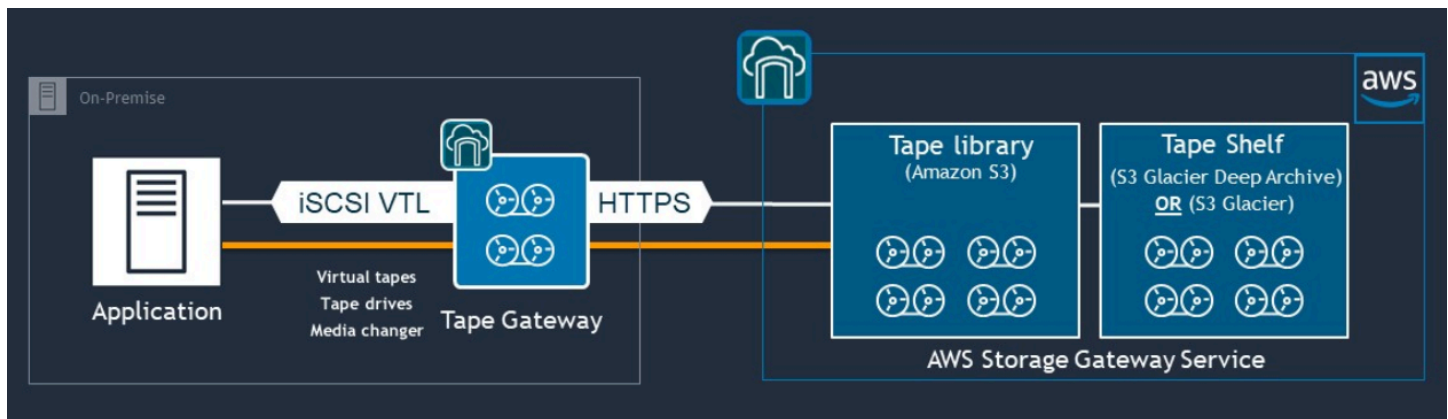 On-Premise
iSCSI VTL
HTTPS
Application
Virtual tapes
Tape drives
Media changer
Tape Gateway
aws
Tape library
(Amazon S3)
Tape Shelf
(S3 Glacier Deep Archive)
OR (S3 Glacier)
AWS Storage Gateway Service